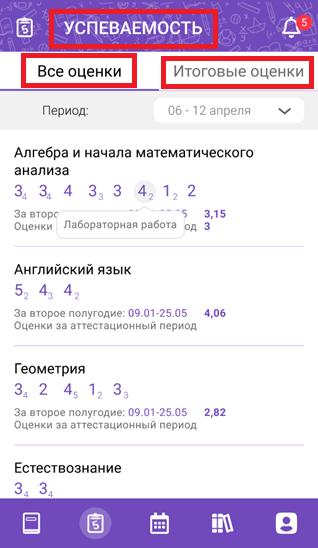 5 УСПЕВАЕМОСТЬ 5
Все оценки Итоговые оценки
Период: 06 - 12 апреля
Алгебра и начала математического
анализа
3₄ 3₄ 4 3₃ 3 4₂ 1₂ 2
За второе 3,15
Оценки од 3
Лабораторная работа
Английский язык
5₂ 4₃ 4₂
За второе полугодие: 09.01-25.05 4,06
Оценки за аттестационный период
Геометрия
3₄ 2 4₅ 1₂ 3₃
За второе полугодие: 09.01-25.05 2,82
Оценки за аттестационный период
Естествознание
3₄ 3₄
5